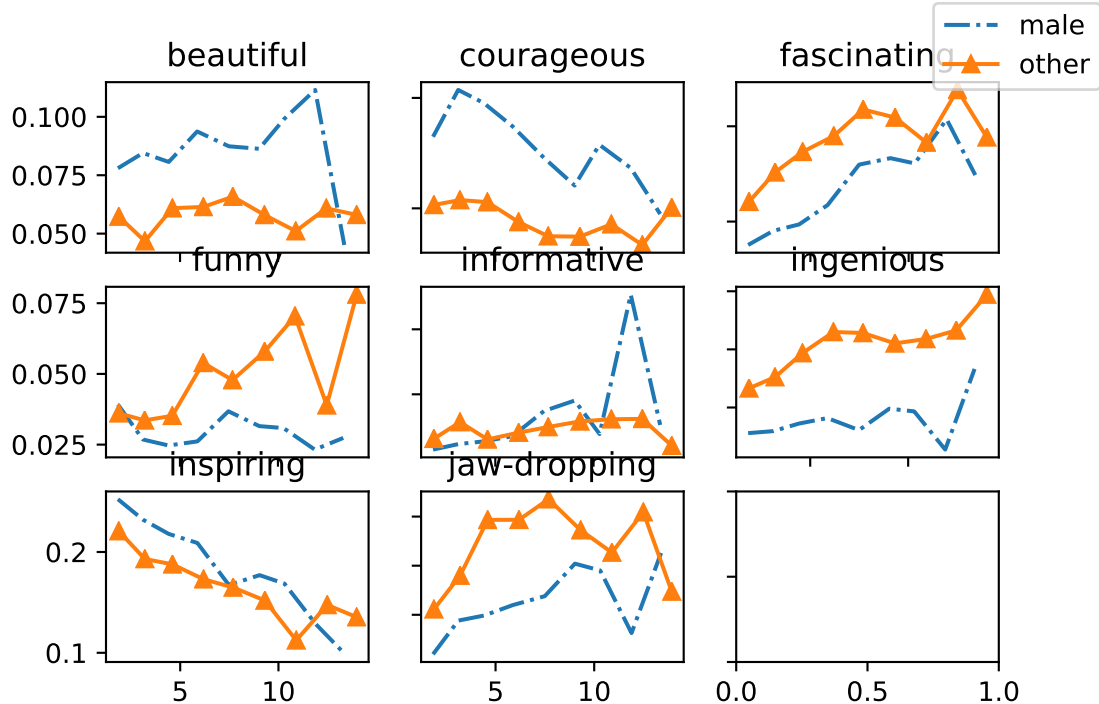 male
other
beautiful
courageous
fascinating
0.100
0.075
0.050
funny
informative
ingenious
0.075
0.050
0.025
inspiring
jaw-dropping
0.2
0.1
5
10
5
10
0.0
0.5
1.0